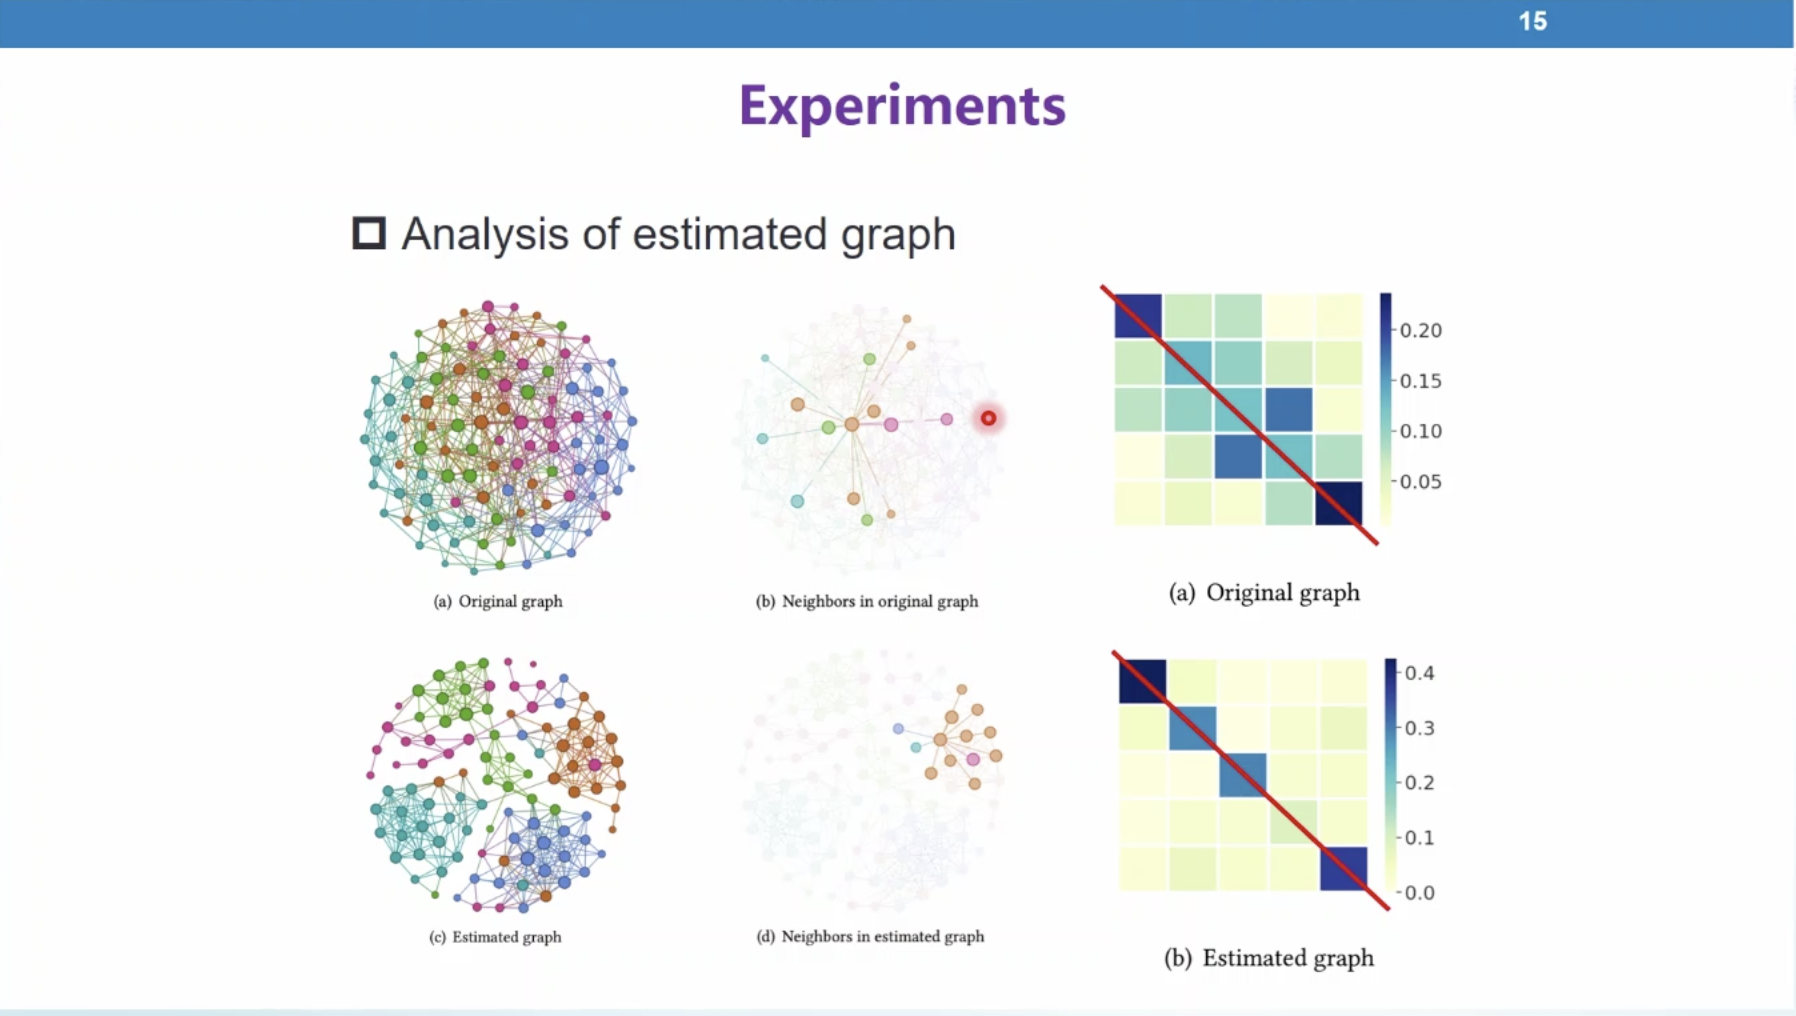 15
Experiments
Analysis of estimated graph
(a) Original graph
(b) Neighbors in original graph
0.20
0.15
0.10
0.05
(a) Original graph
(c) Estimated graph
(d) Neighbors in estimated graph
0.4
0.3
0.2
0.1
0.0
(b) Estimated graph